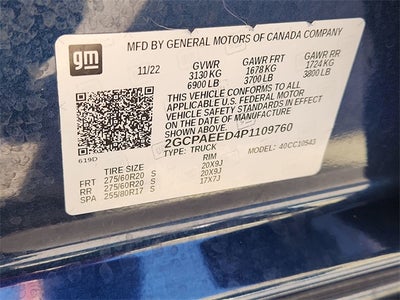 gm
MFD BY GENERAL MOTORS OF CANADA COMPANY
11/22 GVWR GAWR FRT GAWR RR
3130 KG 1678 KG 1724 KG
6900 LB 3700 LB 3800 LB
THIS VEHICLE CONFORMS TO ALL
APPLICABLE U.S. FEDERAL MOTOR
VEHICLE SAFETY STANDARDS IN EFFECT
ON THE DATE OF MANUFACTURE SHOWN ABOVE.
2GCPAEED4P1109760
619D TYPE: TRUCK MODEL: 40CC10543
TIRE SIZE RIM
FRT 275/60R20 S 20X9J
RR 275/60R20 S 20X9J
SPA 255/80R17 S 17X7J